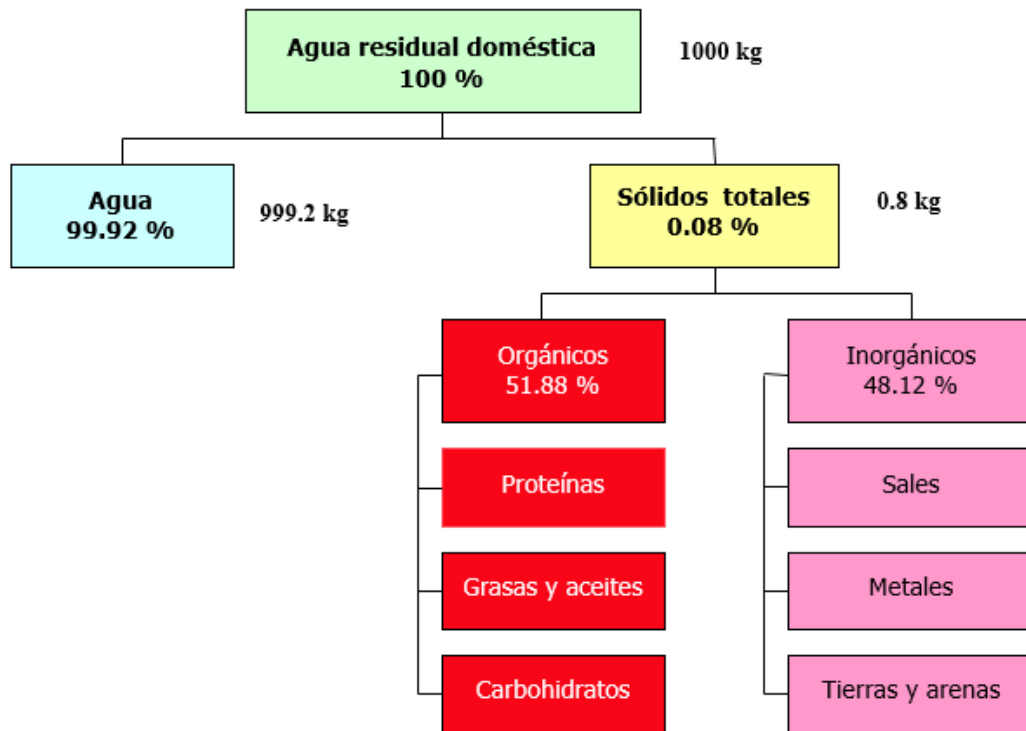 Agua residual doméstica
100 %
1000 kg
Agua
99.92 %
999.2 kg
Sólidos totales
0.08 %
0.8 kg
Orgánicos
51.88 %
Proteínas
Grasas y aceites
Carbohidratos
Inorgánicos
48.12 %
Sales
Metales
Tierras y arenas